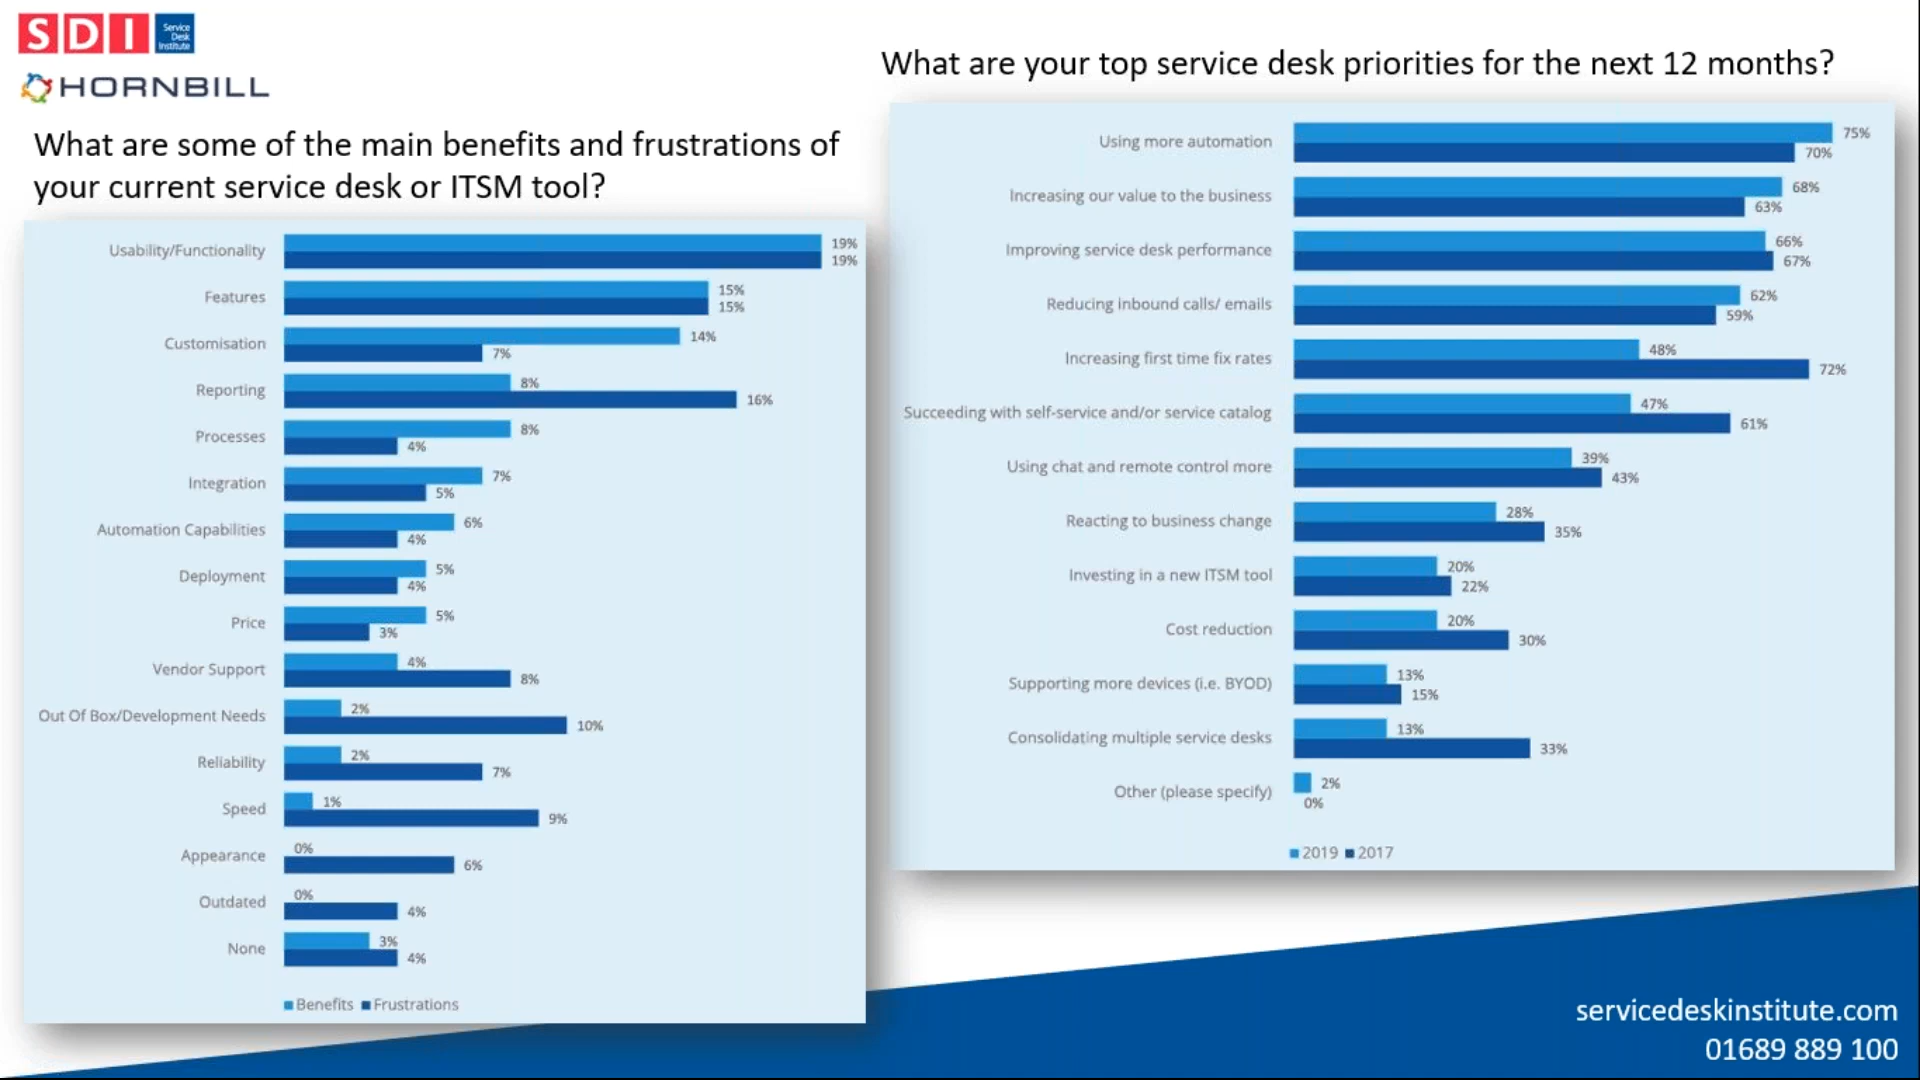 SDI
Service
Desk
Institute
HORNBILL
What are some of the main benefits and frustrations of
your current service desk or ITSM tool?
Usability/Functionality 19%
19%
Features 15%
15%
Customisation 14%
7%
Reporting 8%
16%
Processes 8%
4%
Integration 7%
5%
Automation Capabilities 6%
4%
Deployment 5%
4%
Price 5%
3%
Vendor Support 4%
8%
Out Of Box/Development Needs 2%
10%
Reliability 2%
7%
Speed 1%
9%
Appearance 0%
6%
Outdated 0%
4%
None 3%
4%
Benefits Frustrations
What are your top service desk priorities for the next 12 months?
Using more automation 75%
70%
Increasing our value to the business 68%
63%
Improving service desk performance 66%
67%
Reducing inbound calls/ emails 62%
59%
Increasing first time fix rates 48%
72%
Succeeding with self-service and/or service catalog 47%
61%
Using chat and remote control more 39%
43%
Reacting to business change 28%
35%
Investing in a new ITSM tool 20%
22%
Cost reduction 20%
30%
Supporting more devices (i.e. BYOD) 13%
15%
Consolidating multiple service desks 13%
33%
Other (please specify) 2%
0%
2019 2017
servicedeskinstitute.com
01689 889 100